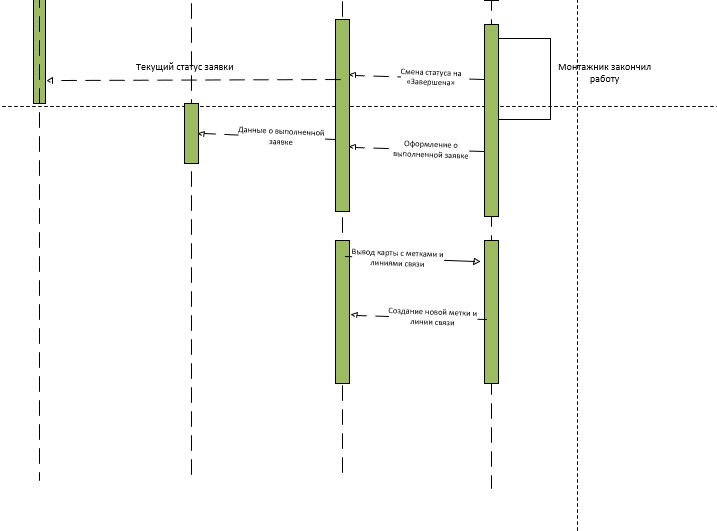 Текущий статус заявки
Смена статуса на
«Завершена»
Монтажник закончил
работу
Данные о выполненной
заявке
Оформление о
выполненной заявке
Вывод карты с метками и
линиями связи
Создание новой метки и
линии связи